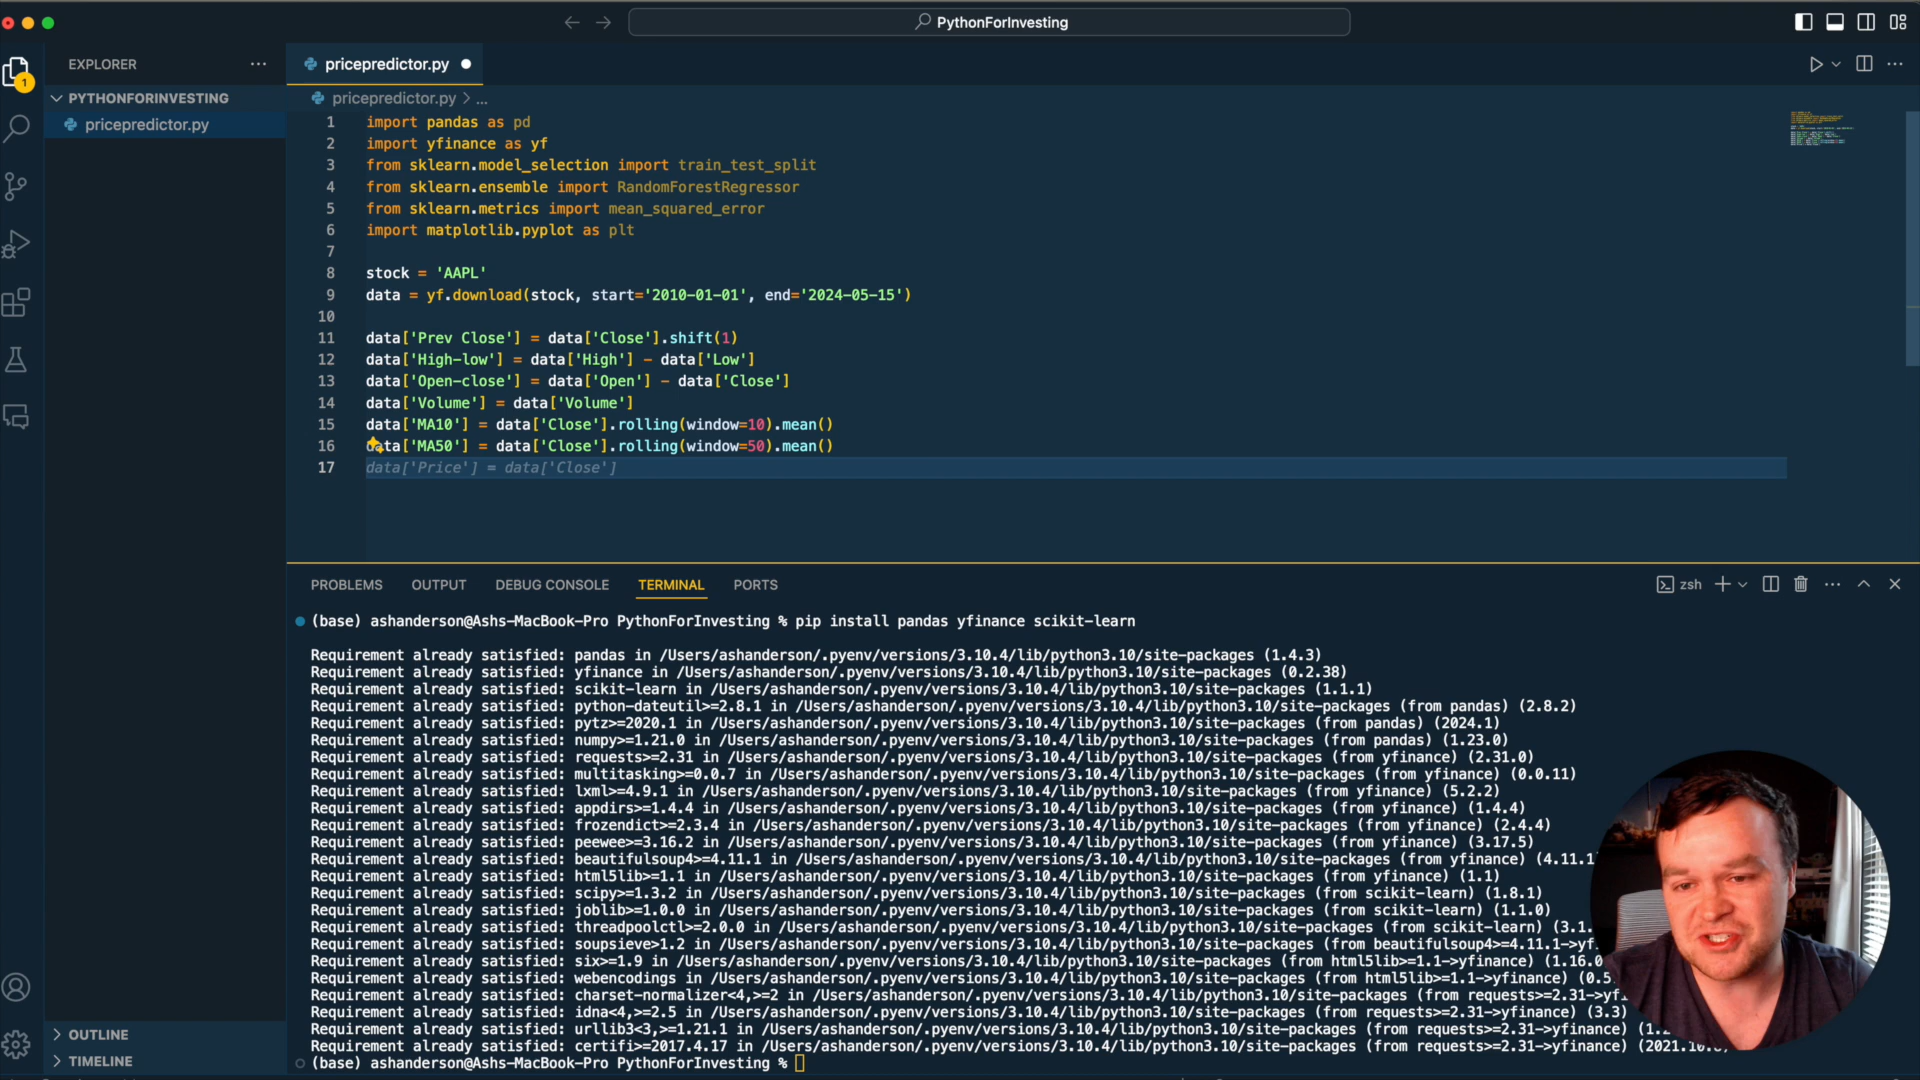 PythonForInvesting
EXPLORER
PYTHONFORINVESTING
pricepredictor.py
1
pricepredictor.py
pricepredictor.py > ...
1 import pandas as pd
2 import yfinance as yf
3 from sklearn.model_selection import train_test_split
4 from sklearn.ensemble import RandomForestRegressor
5 from sklearn.metrics import mean_squared_error
6 import matplotlib.pyplot as plt
7
8 stock = 'AAPL'
9 data = yf.download(stock, start='2010-01-01', end='2024-05-15')
10
11 data['Prev Close'] = data['Close'].shift(1)
12 data['High-low'] = data['High'] - data['Low']
13 data['Open-close'] = data['Open'] - data['Close']
14 data['Volume'] = data['Volume']
15 data['MA10'] = data['Close'].rolling(window=10).mean()
16 data['MA50'] = data['Close'].rolling(window=50).mean()
17 data['Price'] = data['Close']
PROBLEMS OUTPUT DEBUG CONSOLE TERMINAL PORTS
zsh
(base) ashanderson@Ashs-MacBook-Pro PythonForInvesting % pip install pandas yfinance scikit-learn
Requirement already satisfied: pandas in /Users/ashanderson/.pyenv/versions/3.10.4/lib/python3.10/site-packages (1.4.3)
Requirement already satisfied: yfinance in /Users/ashanderson/.pyenv/versions/3.10.4/lib/python3.10/site-packages (0.2.38)
Requirement already satisfied: scikit-learn in /Users/ashanderson/.pyenv/versions/3.10.4/lib/python3.10/site-packages (1.1.1)
Requirement already satisfied: python-dateutil>=2.8.1 in /Users/ashanderson/.pyenv/versions/3.10.4/lib/python3.10/site-packages (from pandas) (2.8.2)
Requirement already satisfied: pytz>=2020.1 in /Users/ashanderson/.pyenv/versions/3.10.4/lib/python3.10/site-packages (from pandas) (2024.1)
Requirement already satisfied: numpy>=1.21.0 in /Users/ashanderson/.pyenv/versions/3.10.4/lib/python3.10/site-packages (from pandas) (1.23.0)
Requirement already satisfied: requests>=2.31 in /Users/ashanderson/.pyenv/versions/3.10.4/lib/python3.10/site-packages (from yfinance) (2.31.0)
Requirement already satisfied: multitasking>=0.0.7 in /Users/ashanderson/.pyenv/versions/3.10.4/lib/python3.10/site-packages (from yfinance) (0.0.11)
Requirement already satisfied: lxml>=4.9.1 in /Users/ashanderson/.pyenv/versions/3.10.4/lib/python3.10/site-packages (from yfinance) (5.2.2)
Requirement already satisfied: appdirs>=1.4.4 in /Users/ashanderson/.pyenv/versions/3.10.4/lib/python3.10/site-packages (from yfinance) (1.4.4)
Requirement already satisfied: frozendict>=2.3.4 in /Users/ashanderson/.pyenv/versions/3.10.4/lib/python3.10/site-packages (from yfinance) (2.4.4)
Requirement already satisfied: peewee>=3.16.2 in /Users/ashanderson/.pyenv/versions/3.10.4/lib/python3.10/site-packages (from yfinance) (3.17.5)
Requirement already satisfied: beautifulsoup4>=4.11.1 in /Users/ashanderson/.pyenv/versions/3.10.4/lib/python3.10/site-packages (from yfinance) (4.11.1
Requirement already satisfied: html5lib>=1.1 in /Users/ashanderson/.pyenv/versions/3.10.4/lib/python3.10/site-packages (from yfinance) (1.1)
Requirement already satisfied: scipy>=1.3.2 in /Users/ashanderson/.pyenv/versions/3.10.4/lib/python3.10/site-packages (from scikit-learn) (1.8.1)
Requirement already satisfied: joblib>=1.0.0 in /Users/ashanderson/.pyenv/versions/3.10.4/lib/python3.10/site-packages (from scikit-learn) (1.1.0)
Requirement already satisfied: threadpoolctl>=2.0.0 in /Users/ashanderson/.pyenv/versions/3.10.4/lib/python3.10/site-packages (from scikit-learn) (3.1.
Requirement already satisfied: soupsieve>1.2 in /Users/ashanderson/.pyenv/versions/3.10.4/lib/python3.10/site-packages (from beautifulsoup4>=4.11.1->yf
Requirement already satisfied: six>=1.9 in /Users/ashanderson/.pyenv/versions/3.10.4/lib/python3.10/site-packages (from html5lib>=1.1->yfinance) (1.16.0
Requirement already satisfied: webencodings in /Users/ashanderson/.pyenv/versions/3.10.4/lib/python3.10/site-packages (from html5lib>=1.1->yfinance) (0.5
Requirement already satisfied: charset-normalizer<4,>=2 in /Users/ashanderson/.pyenv/versions/3.10.4/lib/python3.10/site-packages (from requests>=2.31->yfi
Requirement already satisfied: idna<4,>=2.5 in /Users/ashanderson/.pyenv/versions/3.10.4/lib/python3.10/site-packages (from requests>=2.31->yfinance) (3.3)
Requirement already satisfied: urllib3<3,>=1.21.1 in /Users/ashanderson/.pyenv/versions/3.10.4/lib/python3.10/site-packages (from requests>=2.31->yfinance) (1.2
Requirement already satisfied: certifi>=2017.4.17 in /Users/ashanderson/.pyenv/versions/3.10.4/lib/python3.10/site-packages (from requests>=2.31->yfinance) (2021.10.8
(base) ashanderson@Ashs-MacBook-Pro PythonForInvesting %
OUTLINE
TIMELINE